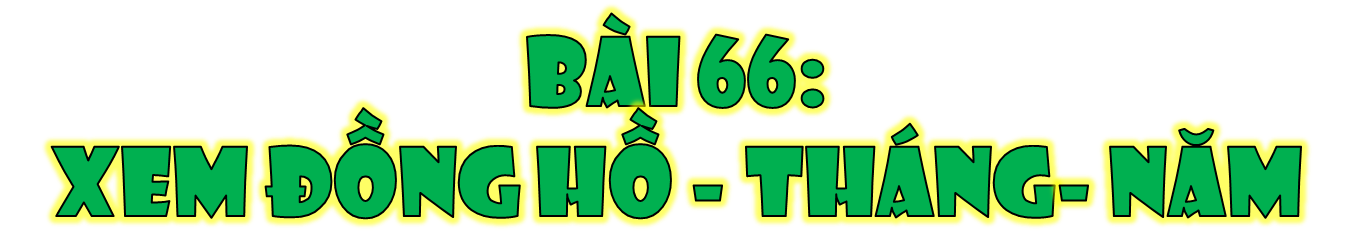 BÀI 66:
XEM ĐỒNG HỒ - THÁNG- NĂM